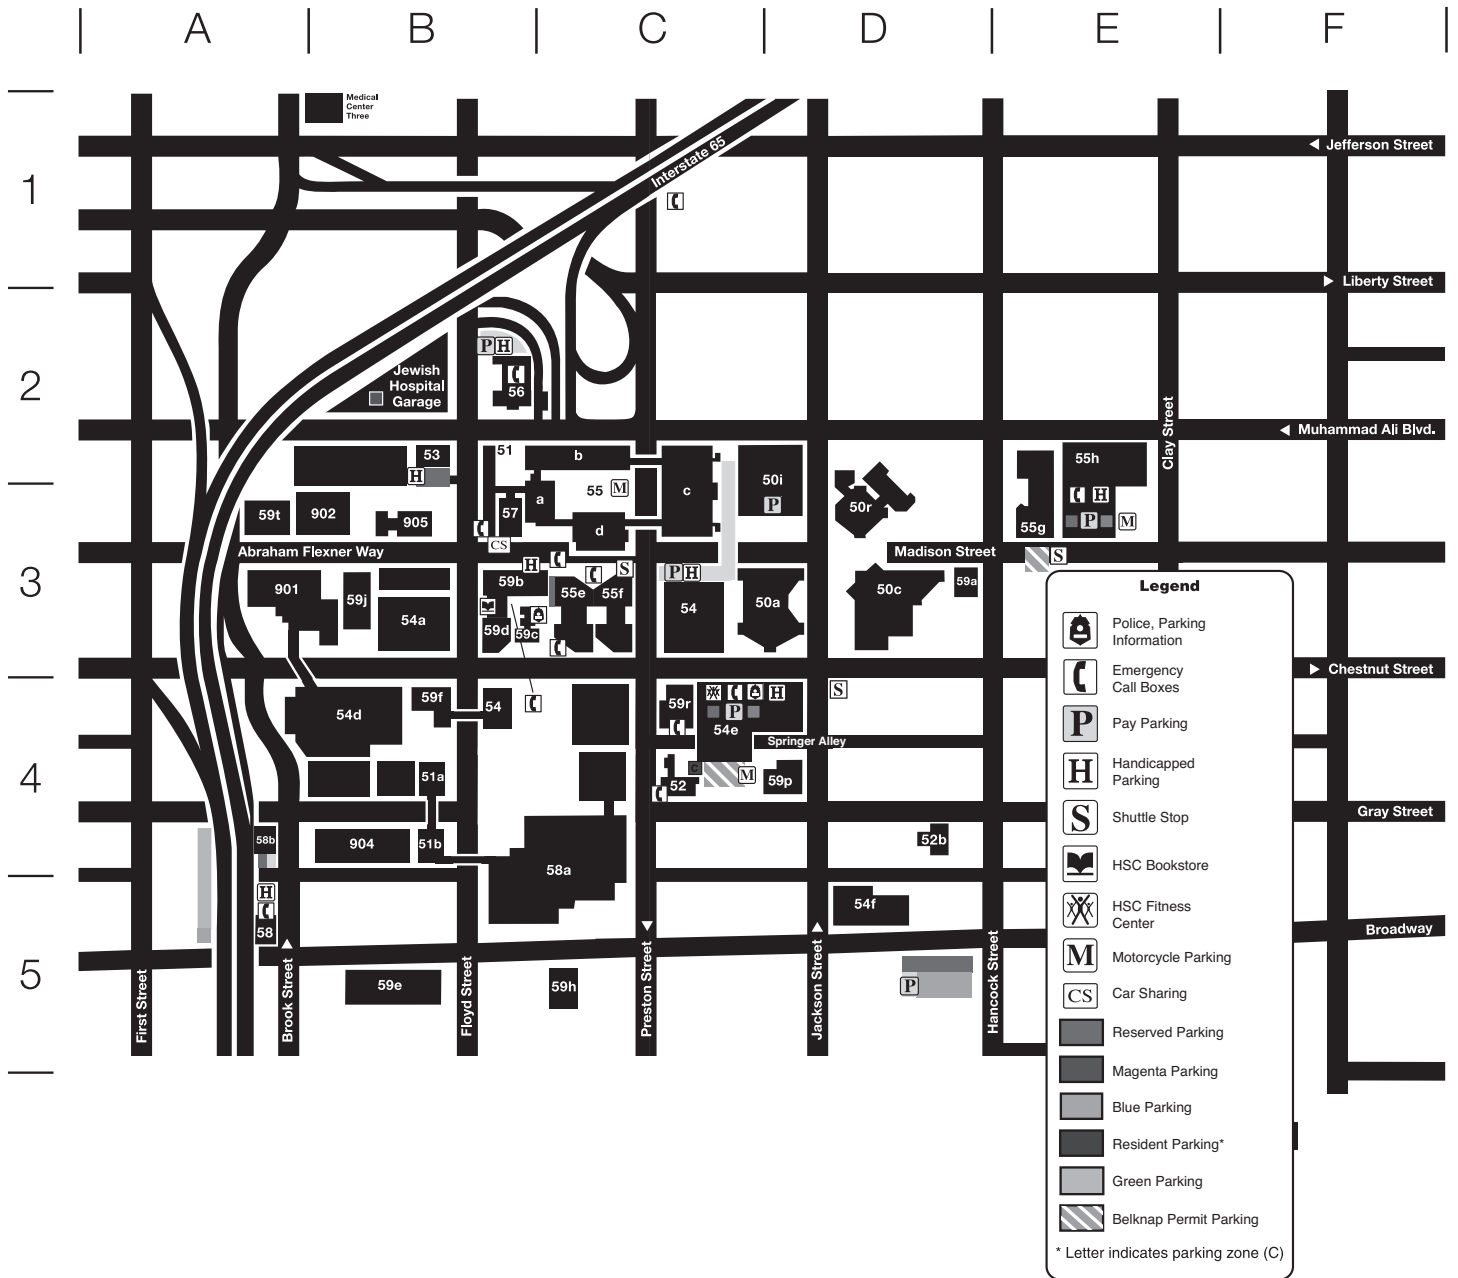 A
B
C
D
E
F
1
2
3
4
5
Medical
Center
Three
Interstate 65
Jefferson Street
Liberty Street
P H
Jewish
Hospital
Garage
56
Clay Street
Muhammad Ali Blvd.
53
H
51
b
55 M
c
50i
P
50r
55h
H
P
M
55g
59t
902
905
57
a
d
CS
Abraham Flexner Way
Madison Street
S
H
S
P H
901
59j
54a
59b
59d
59c
55e
55f
54
50a
50c
59a
Chestnut Street
54d
59f
54
59r
H
P
54e
S
Springer Alley
51a
C
52
M
59p
Gray Street
58b
904
51b
58a
52b
H
58
54f
Broadway
59e
59h
P
First Street
Brook Street
Floyd Street
Preston Street
Jackson Street
Hancock Street
Legend
Police, Parking
Information
Emergency
Call Boxes
P Pay Parking
H Handicapped
Parking
S Shuttle Stop
HSC Bookstore
HSC Fitness
Center
M Motorcycle Parking
CS Car Sharing
Reserved Parking
Magenta Parking
Blue Parking
Resident Parking*
Green Parking
Belknap Permit Parking
* Letter indicates parking zone (C)